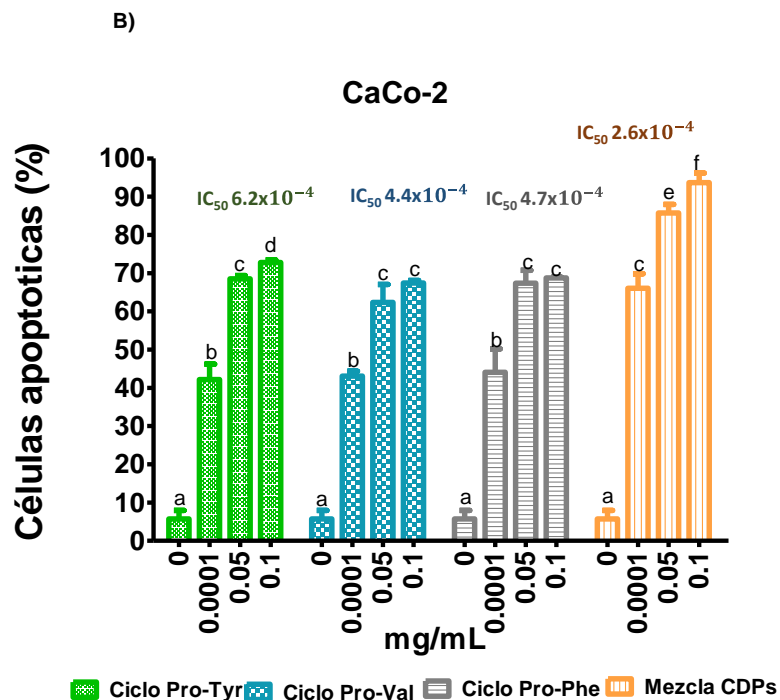 B)
CaCo-2
IC50 2.6x10−4
IC50 6.2x10−4 IC50 4.4x10−4 IC50 4.7x10−4
Células apoptoticas (%)
100
90
80
70
60
50
40
30
20
10
0
a b c d
a b c c
a b c c
a c e f
0 0.0001 0.05 0.1 0 0.0001 0.05 0.1 0 0.0001 0.05 0.1 0 0.0001 0.05 0.1
mg/mL
Ciclo Pro-Tyr Ciclo Pro-Val Ciclo Pro-Phe Mezcla CDPs